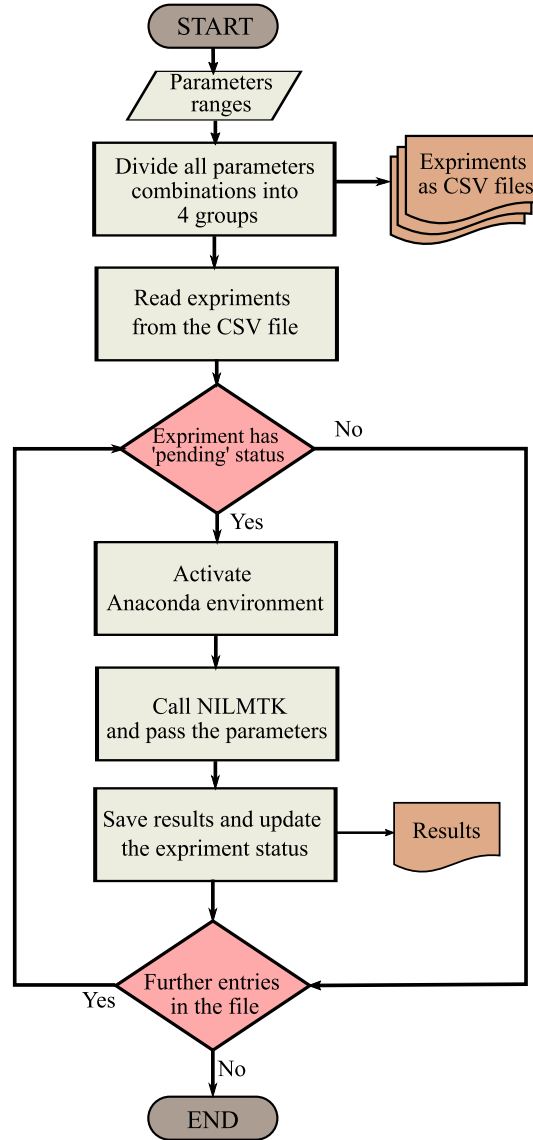 START
Parameters
ranges
Divide all parameters
combinations into
4 groups
Expriments
as CSV files
Read expriments
from the CSV file
Expriment has
'pending' status
No
Yes
Activate
Anaconda environment
Call NILMTK
and pass the parameters
Save results and update
the expriment status
Results
Further entries
in the file
Yes
No
END